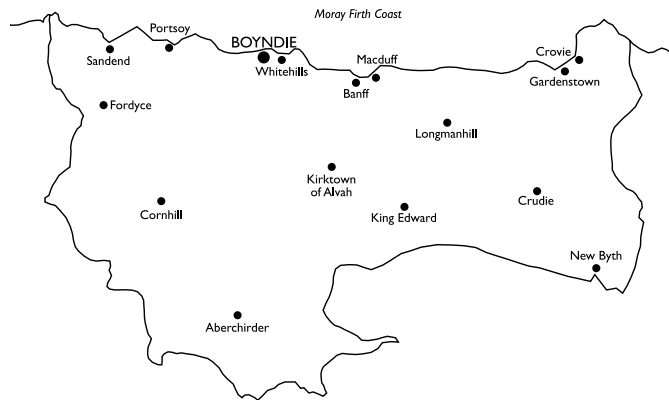 Moray Firth Coast
Portsoy
BOYNDIE
Sandend
Whitehills
Macduff
Banff
Crovie
Gardenstown
Fordyce
Longmanhill
Kirktown
of Alvah
Cornhill
King Edward
Crudie
New Byth
Aberchirder